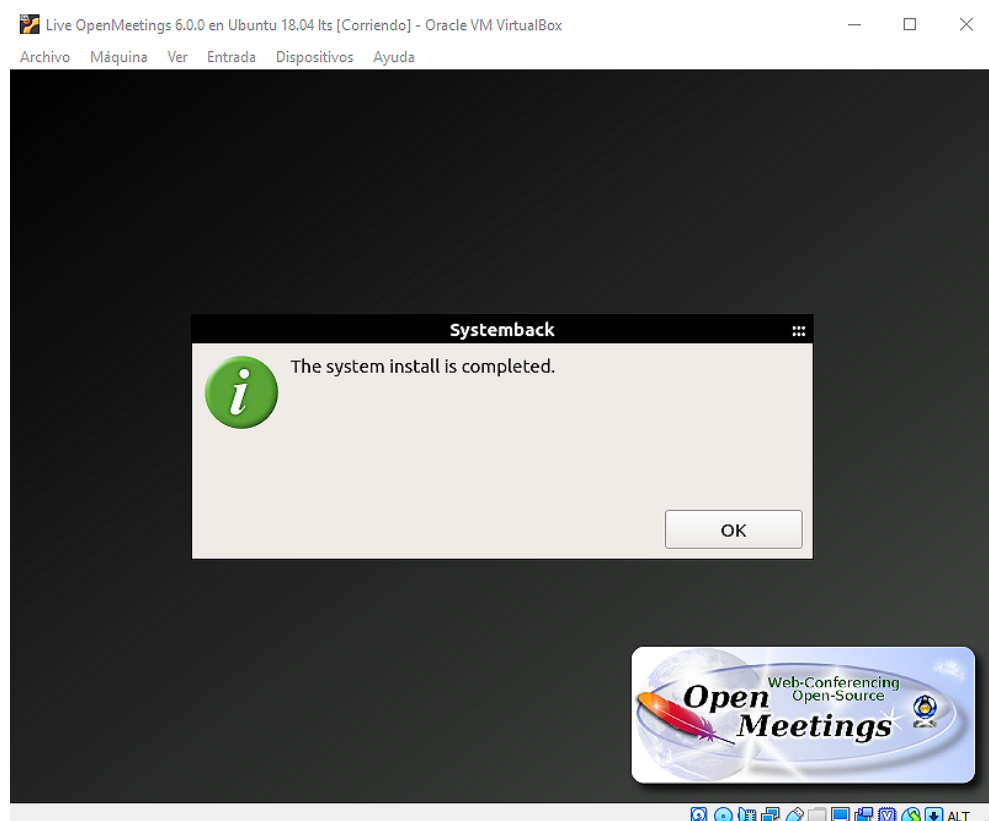 Live OpenMeetings 6.0.0 en Ubuntu 18.04 lts [Corriendo] - Oracle VM VirtualBox
Archivo Máquina Ver Entrada Dispositivos Ayuda
Systemback
The system install is completed.
OK
Web-Conferencing
Open-Source
Open
Meetings
ALT